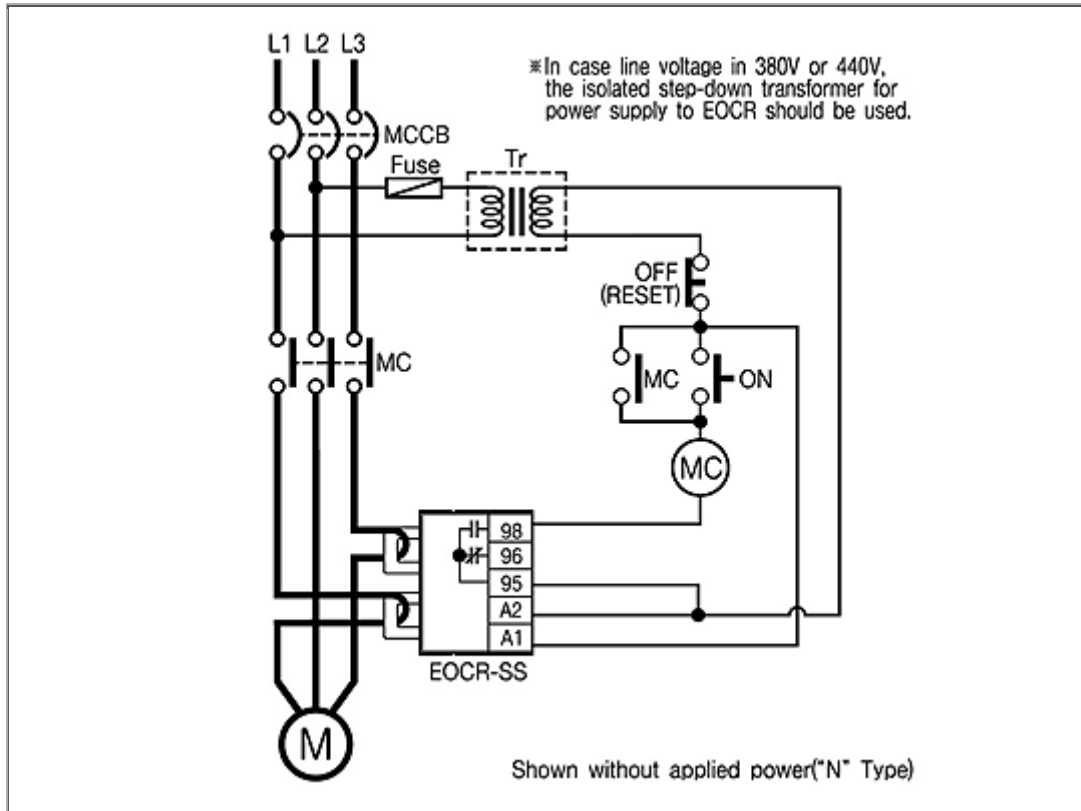 L1 L2 L3
※In case line voltage in 380V or 440V,
the isolated step-down transformer for
power supply to EOCR should be used.
MCCB
Fuse
Tr
OFF
(RESET)
MC
MC
ON
MC
98
96
95
A2
A1
EOCR-SS
M
Shown without applied power("N" Type)